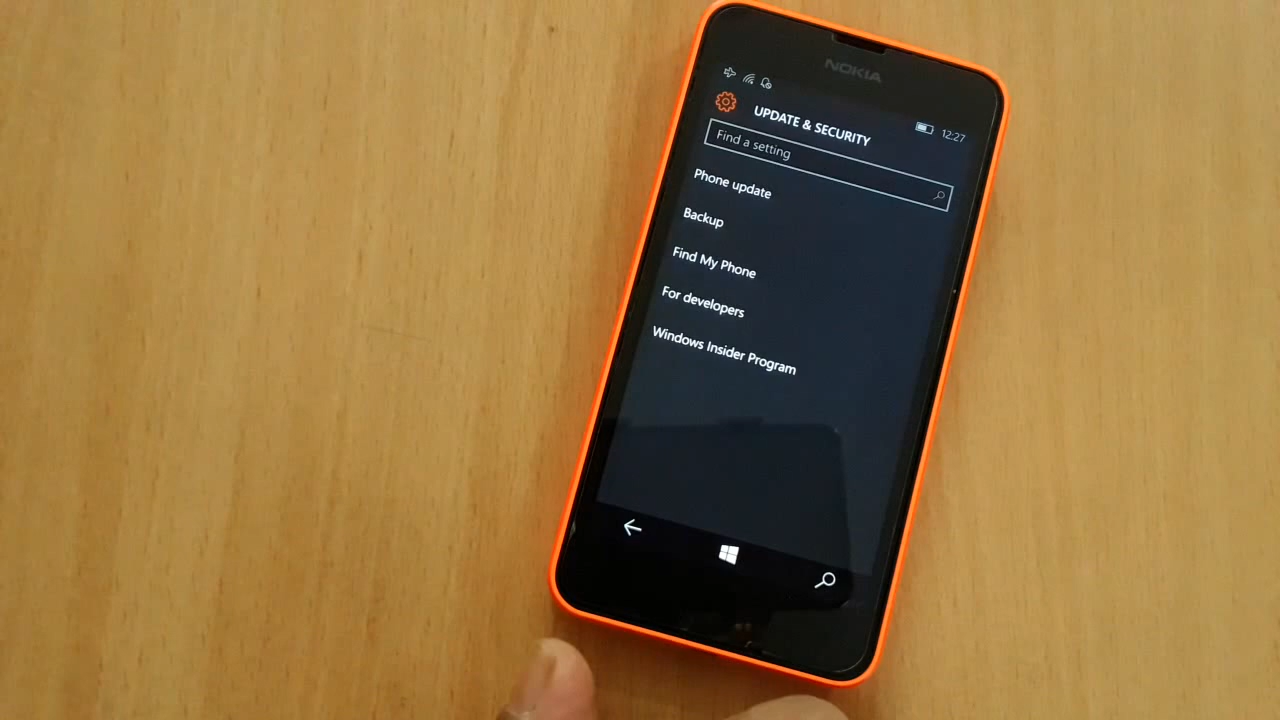 NOKIA
12:27
UPDATE & SECURITY
Find a setting
Phone update
Backup
Find My Phone
For developers
Windows Insider Program